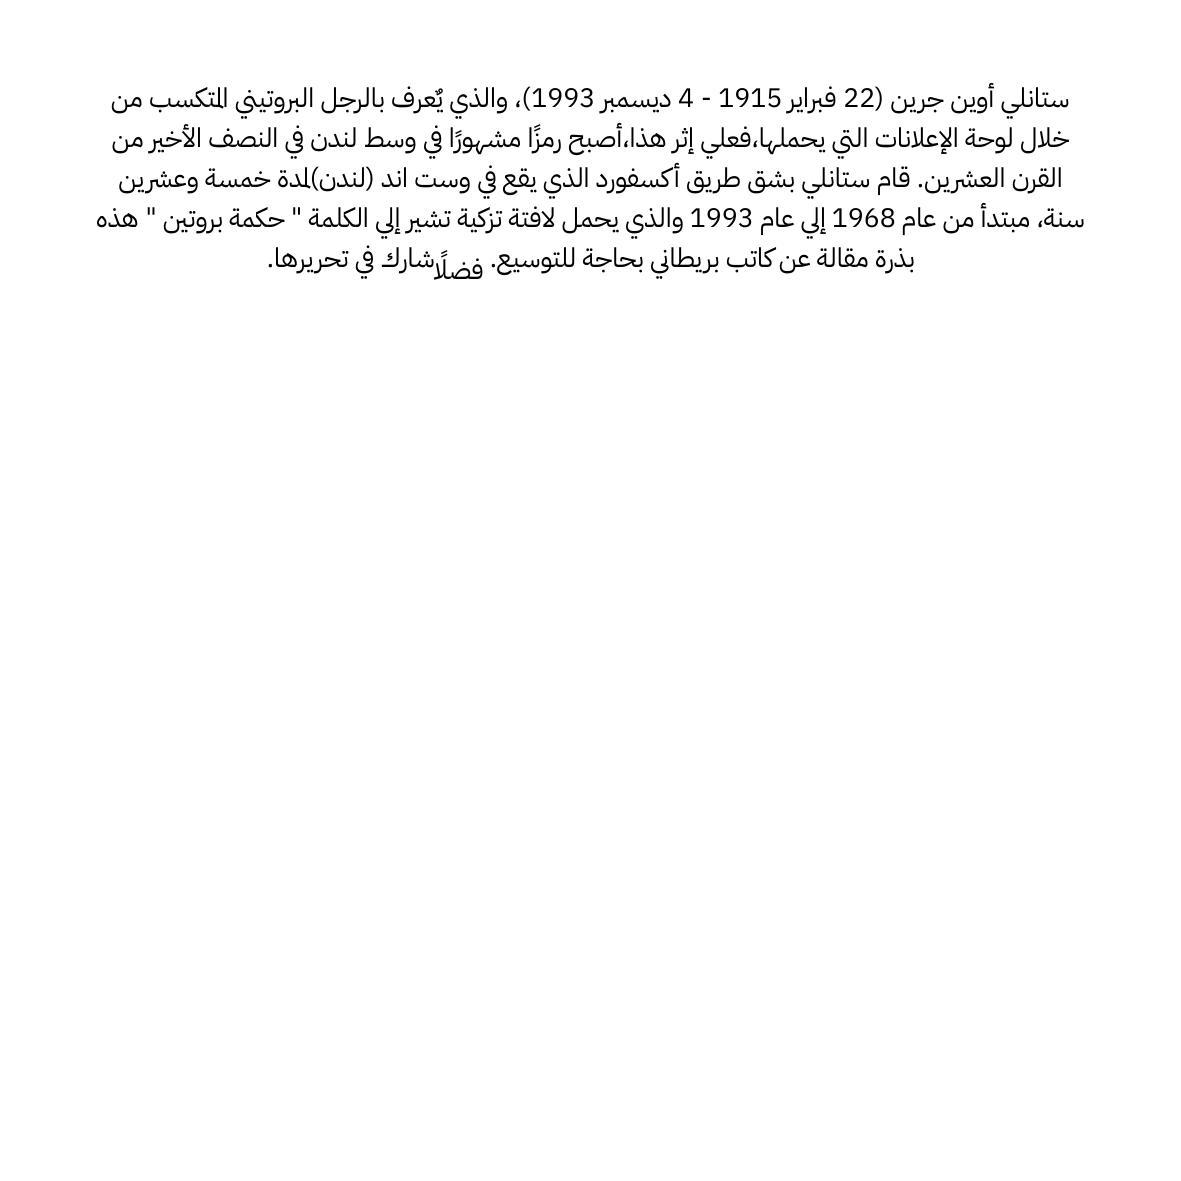 ستانلي أوين جرين (22 فبراير 1915 - 4 ديسمبر 1993)، والذي يٌعرف بالرجل البروتيني المتكسب من
خلال لوحة الإعلانات التي يحملها،فعلي إثر هذا،أصبح رمزًا مشهورًا في وسط لندن في النصف الأخير من
القرن العشرين. قام ستانلي بشق طريق أكسفورد الذي يقع في وست اند (لندن)لمدة خمسة وعشرين
سنة، مبتدأ من عام 1968 إلي عام 1993 والذي يحمل لافتة تزكية تشير إلي الكلمة " حكمة بروتين " هذه
بذرة مقالة عن كاتب بريطاني بحاجة للتوسيع. فضلًاشارك في تحريرها.